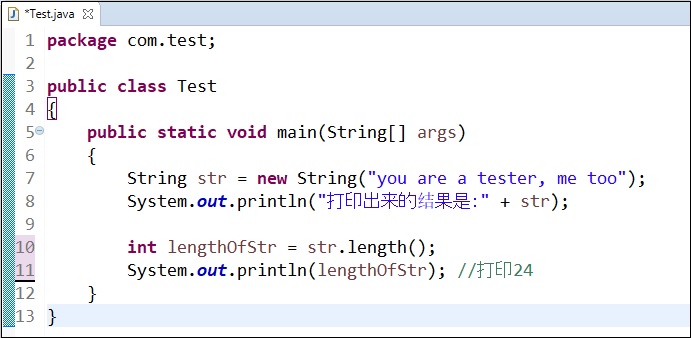 *Test.java
1 package com.test;
2
3 public class Test
4 {
5 public static void main(String[] args)
6 {
7 String str = new String("you are a tester, me too");
8 System.out.println("打印出来的结果是:" + str);
9
10 int lengthOfStr = str.length();
11 System.out.println(lengthOfStr); //打印24
12 }
13 }